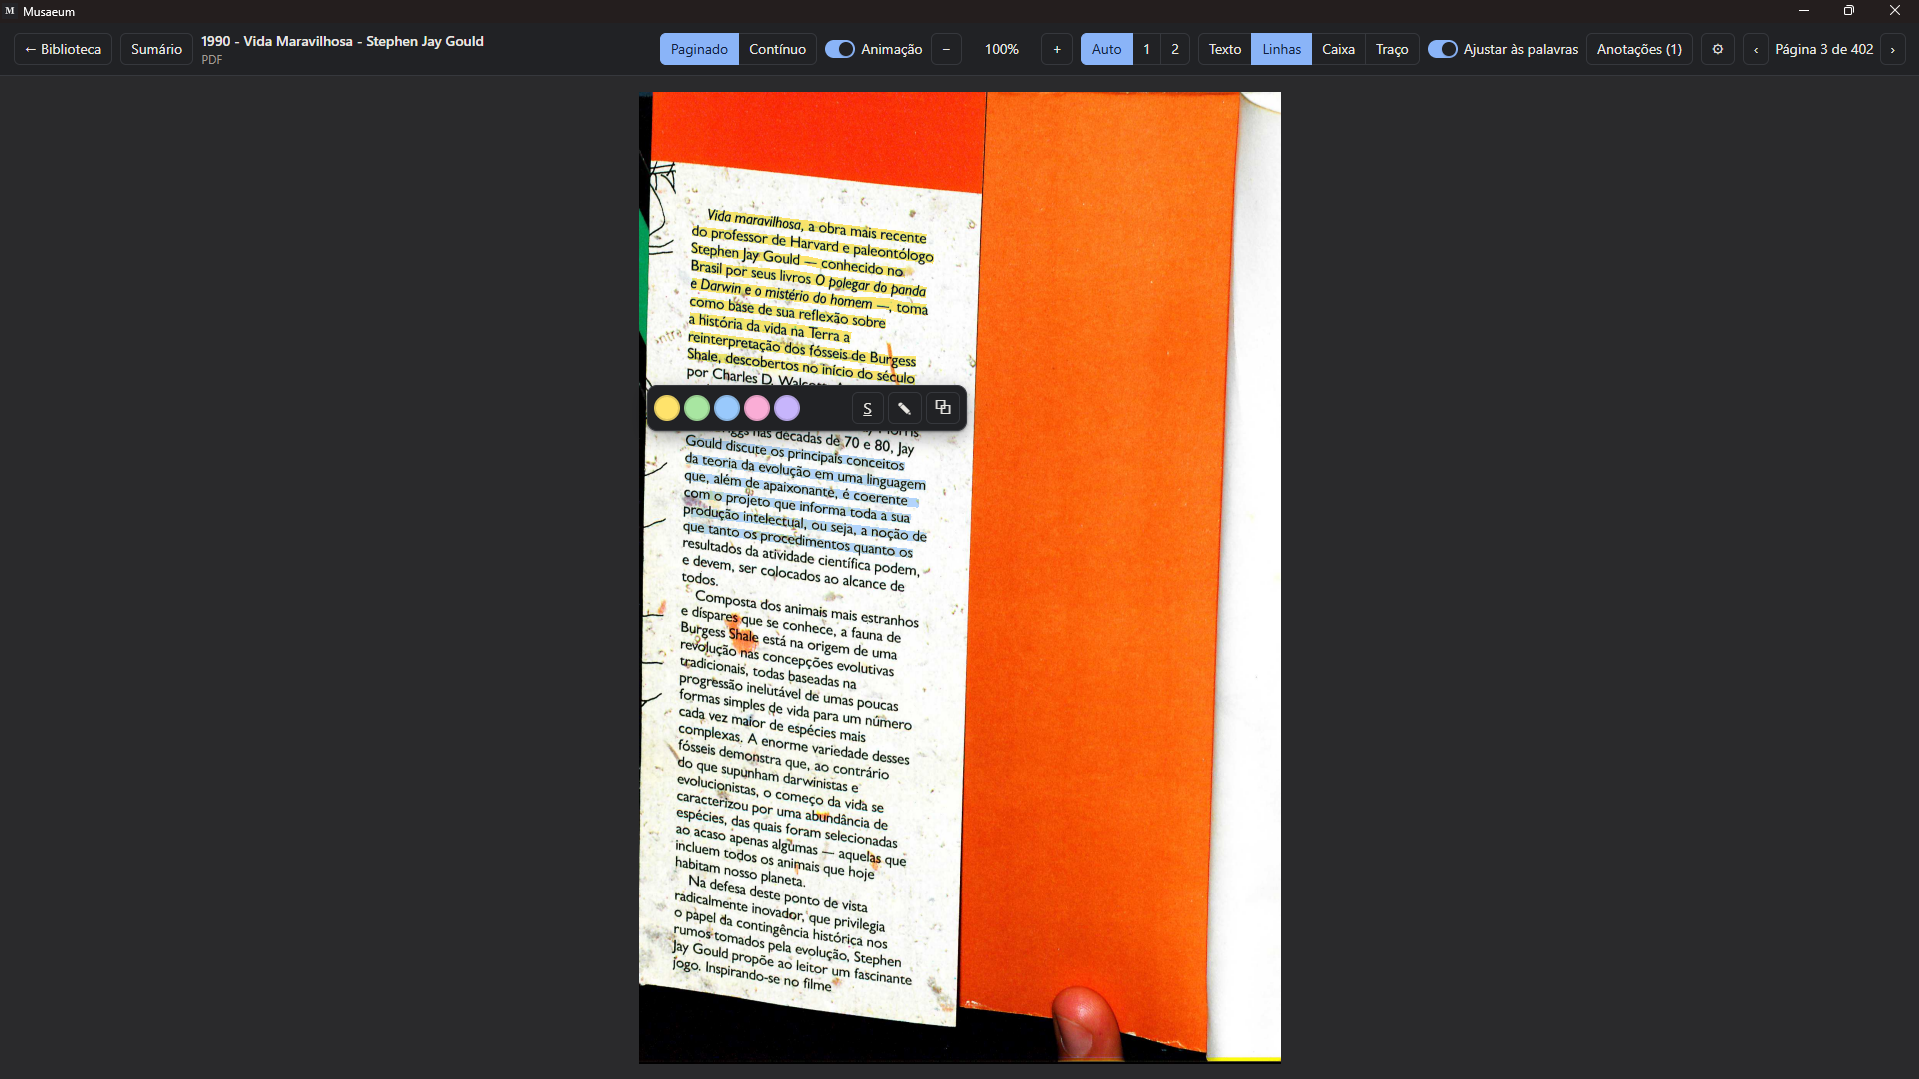 M Musaeum
← Biblioteca
Sumário
1990 - Vida Maravilhosa - Stephen Jay Gould
PDF
Paginado Contínuo Animação − 100% + Auto 1 2 Texto Linhas Caixa Traço Ajustar às palavras Anotações (1) ‹ Página 3 de 402 ›
Vida maravilhosa, a obra mais recente
do professor de Harvard e paleontólogo
Stephen Jay Gould — conhecido no
Brasil por seus livros O polegar do panda
e Darwin e o mistério do homem —, toma
como base de sua reflexão sobre
a história da vida na Terra a
reinterpretação dos fósseis de Burgess
Shale, descobertos no início do século
por Charles D.
S
nas décadas de 70 e 80, Jay
Gould discute os principais conceitos
da teoria da evolução em uma linguagem
que, além de apaixonante, é coerente
com o projeto que informa toda a sua
produção intelectual, ou seja, a noção de
que tanto os procedimentos quanto os
resultados da atividade científica podem,
e devem, ser colocados ao alcance de
todos.
Composta dos animais mais estranhos
e díspares que se conhece, a fauna de
Burgess Shale está na origem de uma
revolução nas concepções evolutivas
tradicionais, todas baseadas na
progressão inelutável de umas poucas
formas simples de vida para um número
cada vez maior de espécies mais
complexas. A enorme variedade desses
fósseis demonstra que, ao contrário
do que supunham darwinistas e
evolucionistas, o começo da vida se
caracterizou por uma abundância de
espécies, das quais foram selecionadas
ao acaso apenas algumas — aquelas que
incluem todos os animais que hoje
habitam nosso planeta.
Na defesa deste ponto de vista
radicalmente inovador, que privilegia
o papel da contingência histórica nos
rumos tomados pela evolução, Stephen
Jay Gould propõe ao leitor um fascinante
jogo. Inspirando-se no filme